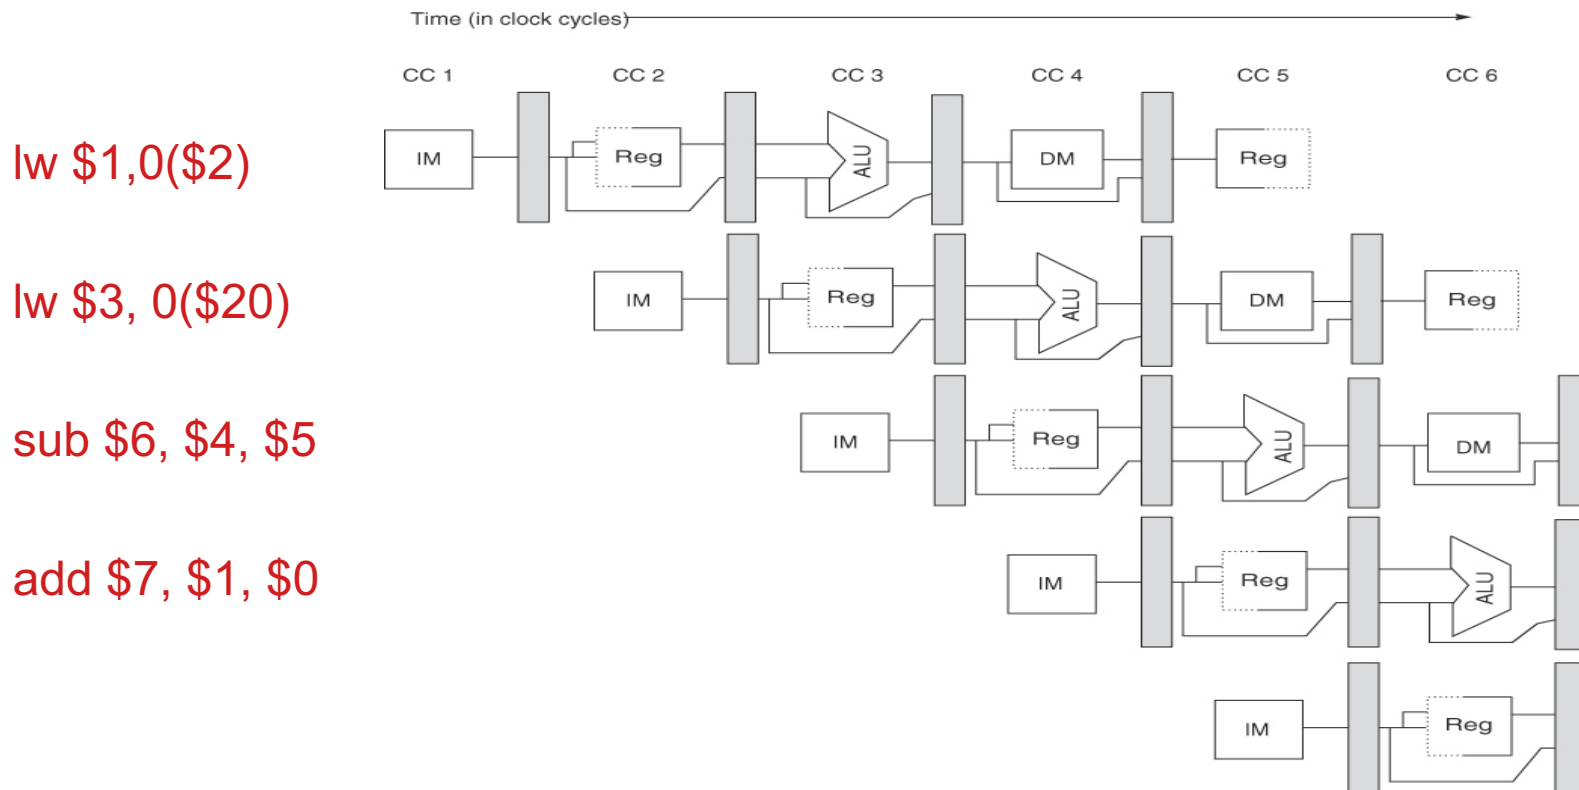 Time (in clock cycles)
CC 1 CC 2 CC 3 CC 4 CC 5 CC 6
lw $1,0($2) IM Reg ALU DM Reg
lw $3, 0($20) IM Reg ALU DM Reg
sub $6, $4, $5 IM Reg ALU DM
add $7, $1, $0 IM Reg ALU
IM Reg